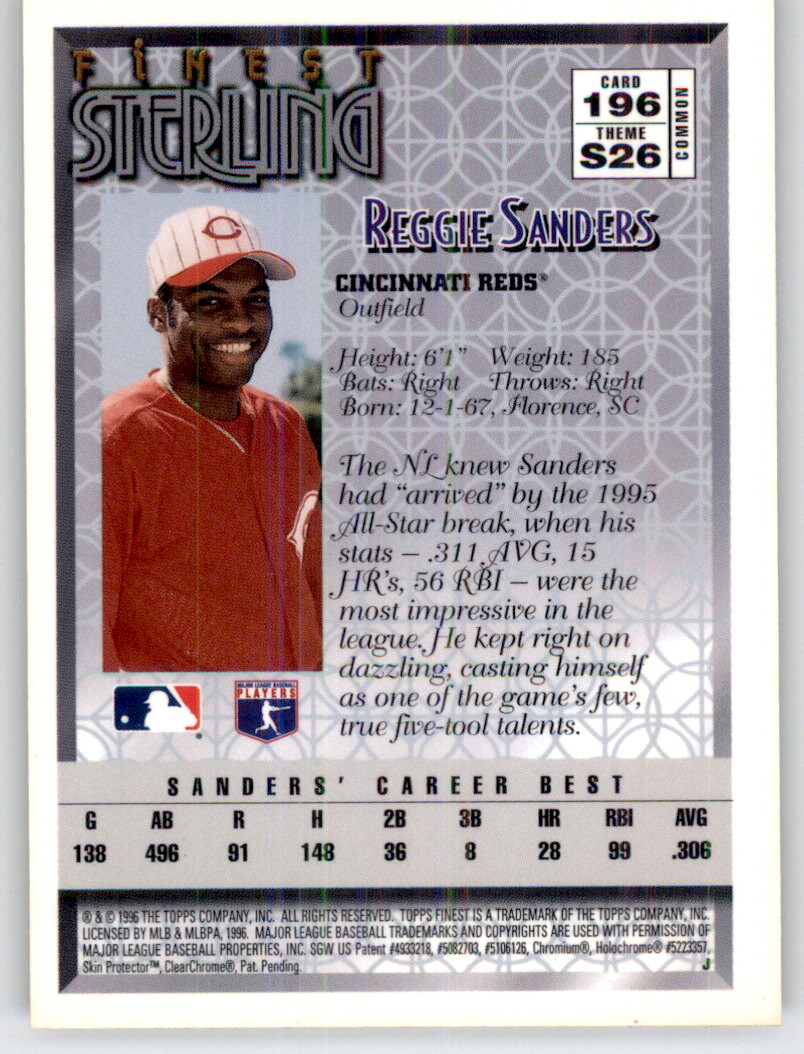 FiNEST
STERLING
CARD
196
THEME
S26
COMMON
C
REGGIE SANDERS
CINCINNATI REDS®
Outfield
Height: 6'1" Weight: 185
Bats: Right Throws: Right
Born: 12-1-67, Florence, SC
The NL knew Sanders
had “arrived” by the 1995
All-Star break, when his
stats – .311 AVG, 15
HR's, 56 RBI – were the
most impressive in the
league. He kept right on
dazzling, casting himself
as one of the game's few,
true five-tool talents.
MAJOR LEAGUE BASEBALL
PLAYERS
SANDERS' CAREER BEST
G AB R H 2B 3B HR RBI AVG
138 496 91 148 36 8 28 99 .306
® & © 1996 THE TOPPS COMPANY, INC. ALL RIGHTS RESERVED. TOPPS FINEST IS A TRADEMARK OF THE TOPPS COMPANY, INC.
LICENSED BY MLB & MLBPA, 1996. MAJOR LEAGUE BASEBALL TRADEMARKS AND COPYRIGHTS ARE USED WITH PERMISSION OF
MAJOR LEAGUE BASEBALL PROPERTIES, INC. SGW US Patent #4933218, #5082703, #5106126, Chromium®, Holochrome® #5223357,
Skin Protector™, ClearChrome®, Pat. Pending. J